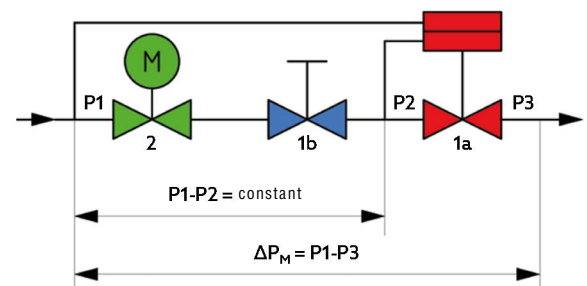 M
P1
P2
P3
2
1b
1a
P1-P2 = constant
ΔPM = P1-P3